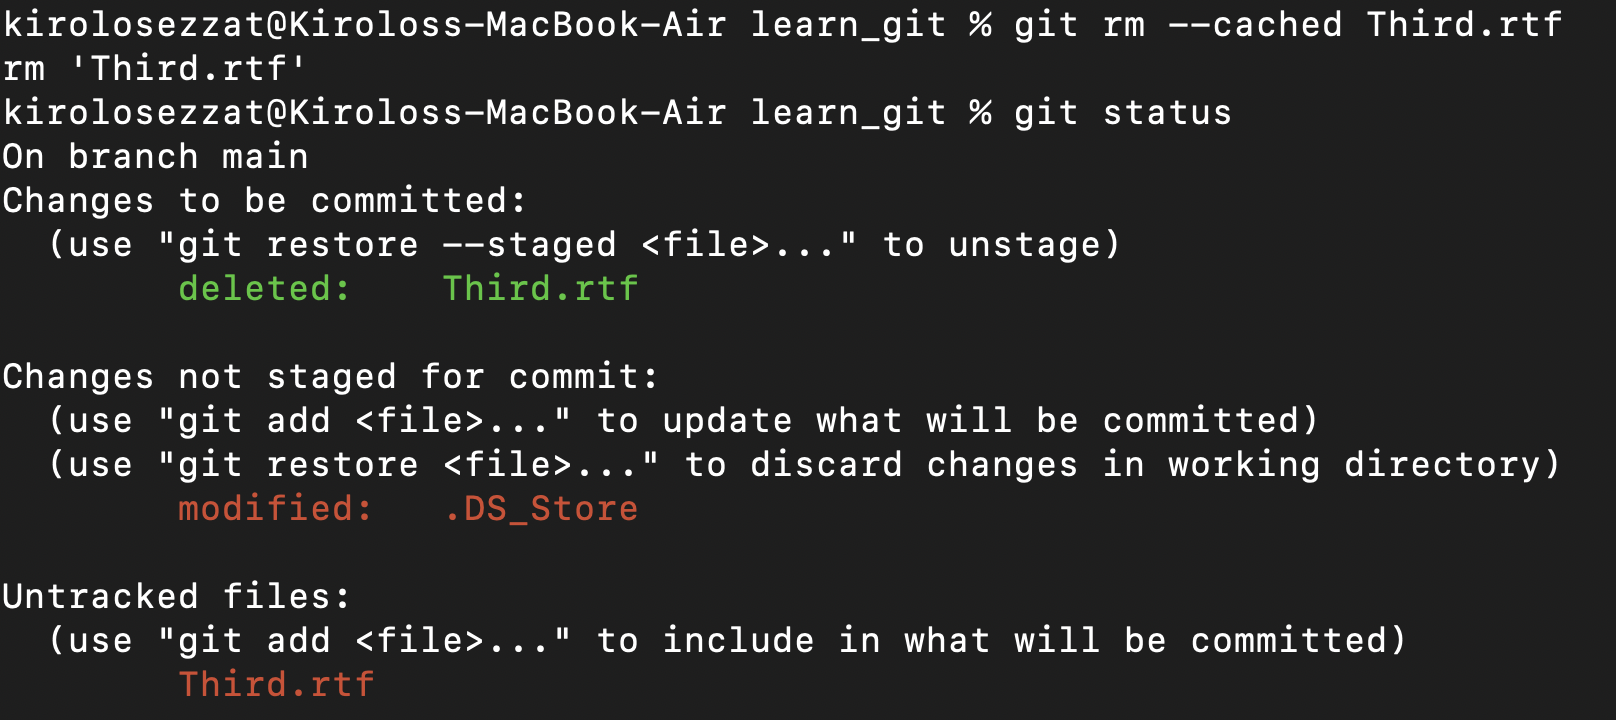 kirolosezzat@Kiroloss-MacBook-Air learn_git % git rm --cached Third.rtf
rm 'Third.rtf'
kirolosezzat@Kiroloss-MacBook-Air learn_git % git status
On branch main
Changes to be committed:
  (use "git restore --staged <file>..." to unstage)
        deleted:    Third.rtf

Changes not staged for commit:
  (use "git add <file>..." to update what will be committed)
  (use "git restore <file>..." to discard changes in working directory)
        modified:   .DS_Store

Untracked files:
  (use "git add <file>..." to include in what will be committed)
        Third.rtf